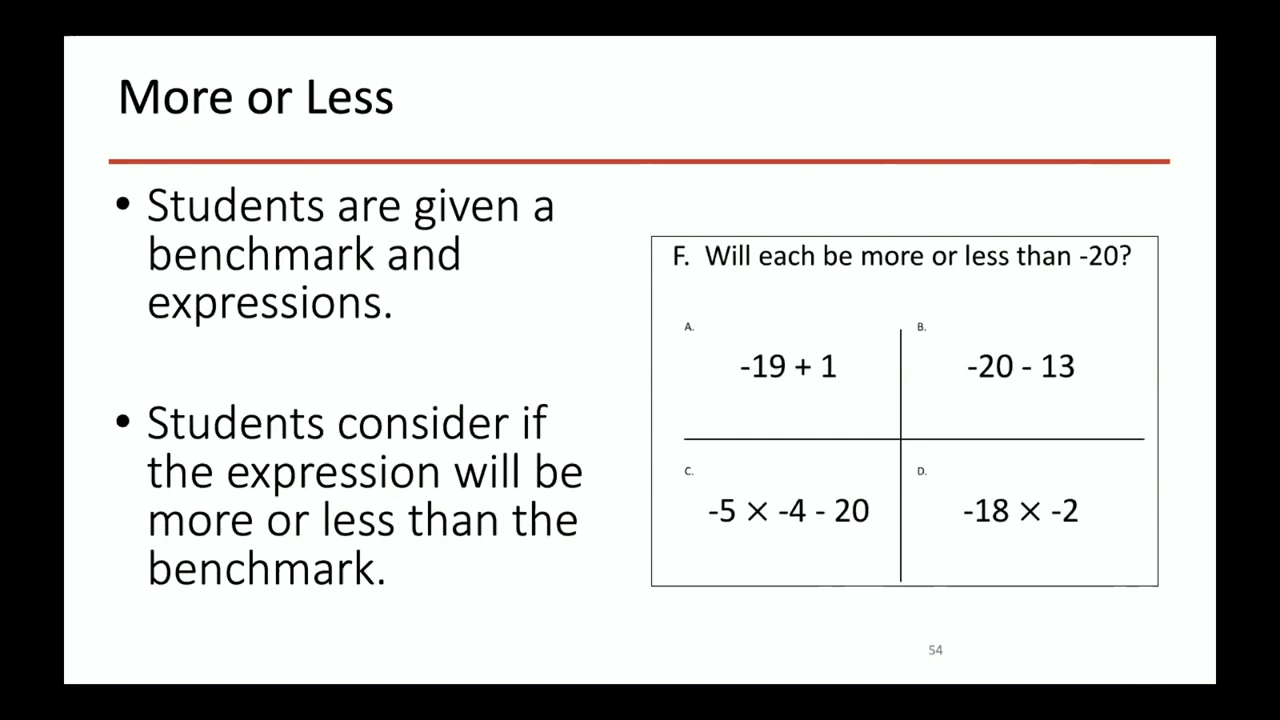 More or Less
• Students are given a
benchmark and
expressions.
• Students consider if
the expression will be
more or less than the
benchmark.
F. Will each be more or less than -20?
A.
-19 + 1
B.
-20 - 13
C.
-5 × -4 - 20
D.
-18 × -2
54